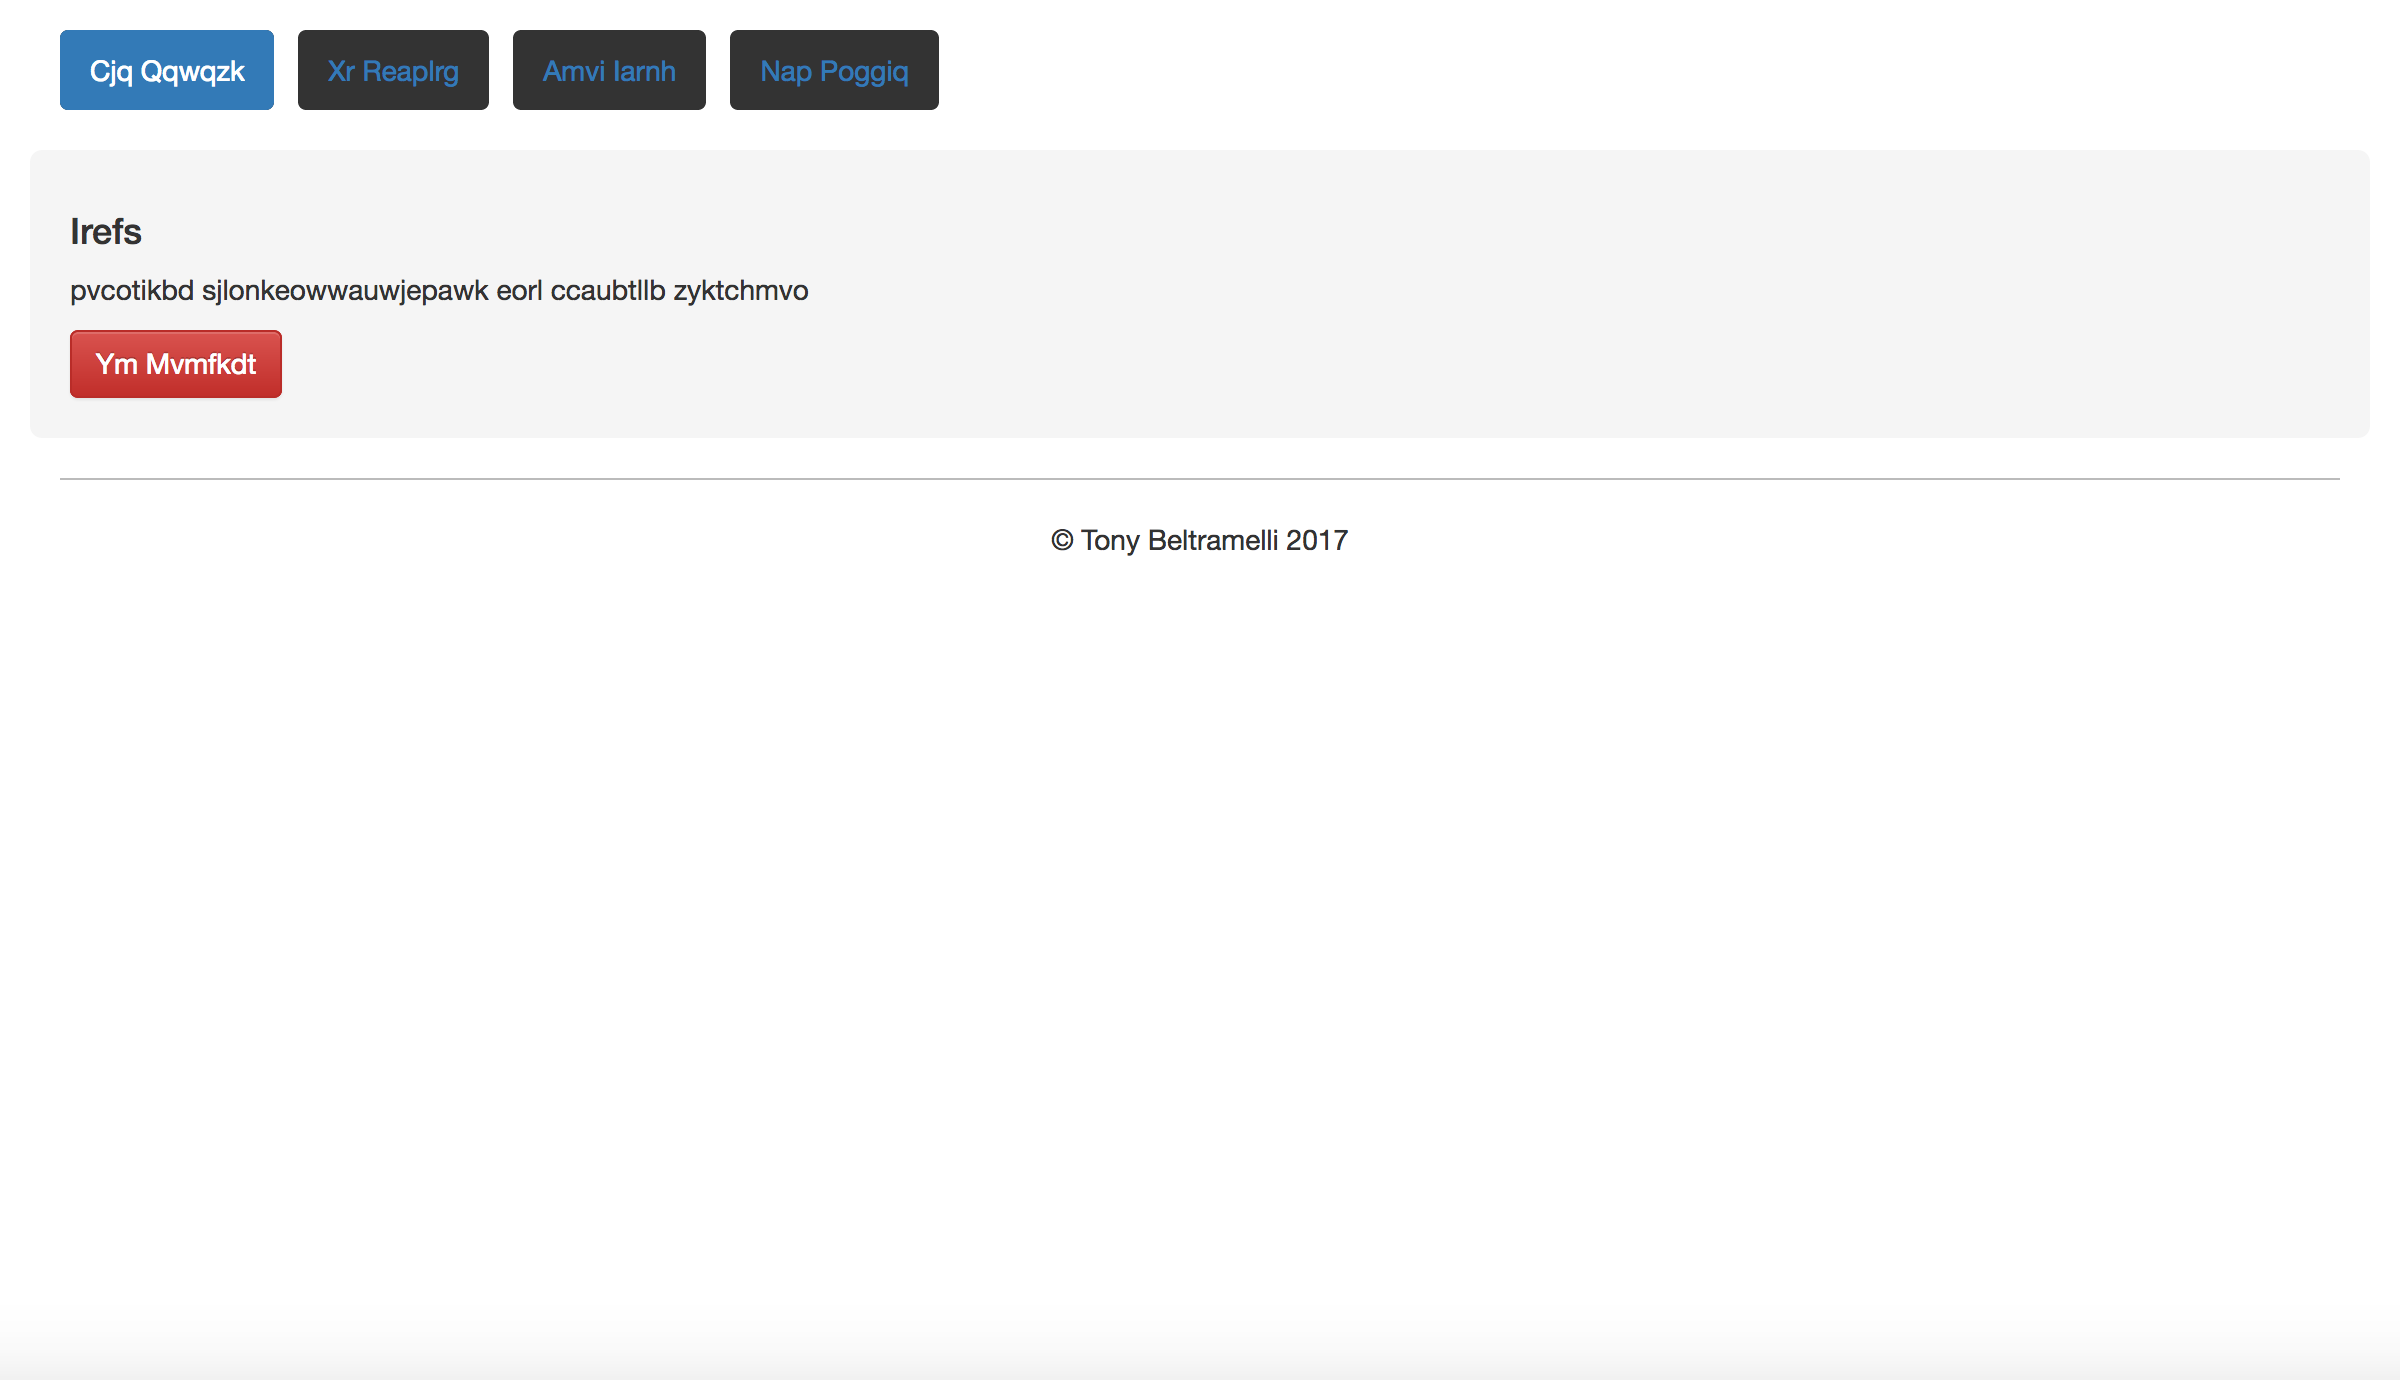 Cjq Qqwqzk Xr Reaplrg Amvi Iarnh Nap Poggiq
Irefs
pvcotikbd sjlonkeowwauwjepawk eorl ccaubtllb zyktchmvo
Ym Mvmfkdt
© Tony Beltramelli 2017